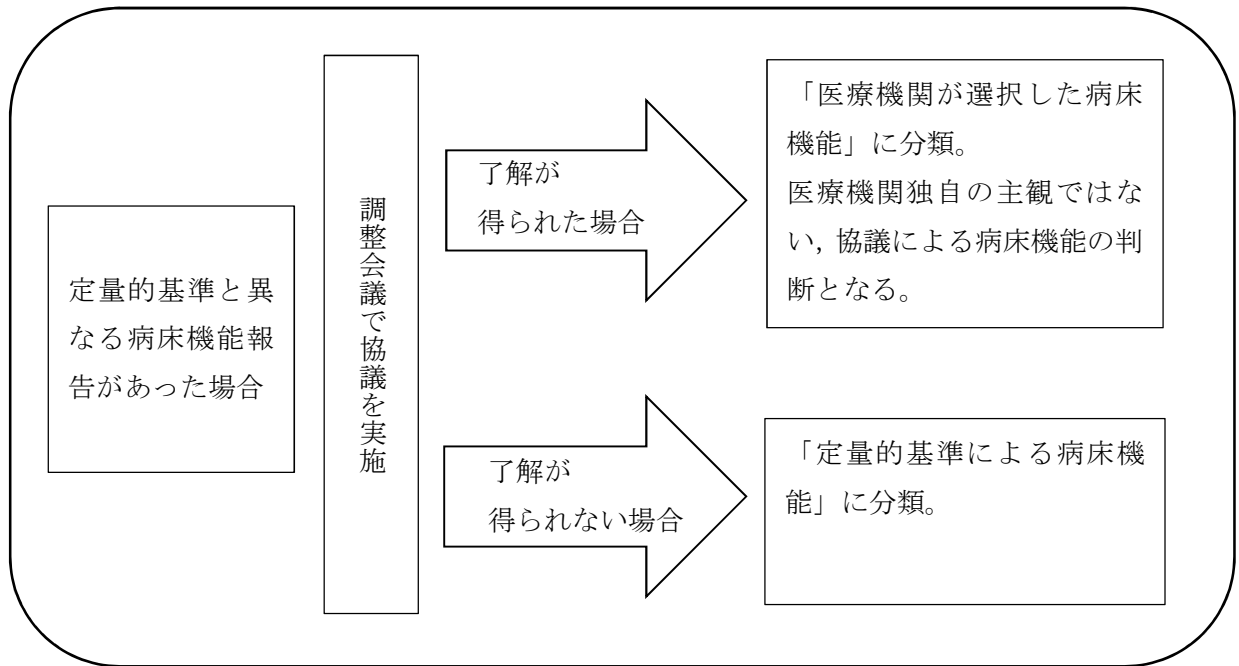 定量的基準と異
なる病床機能報
告があった場合
調整会議で協議を実施
了解が
得られた場合
「医療機関が選択した病床
機能」に分類。
医療機関独自の主観ではな
い,協議による病床機能の判
断となる。
了解が
得られない場合
「定量的基準による病床機
能」に分類。